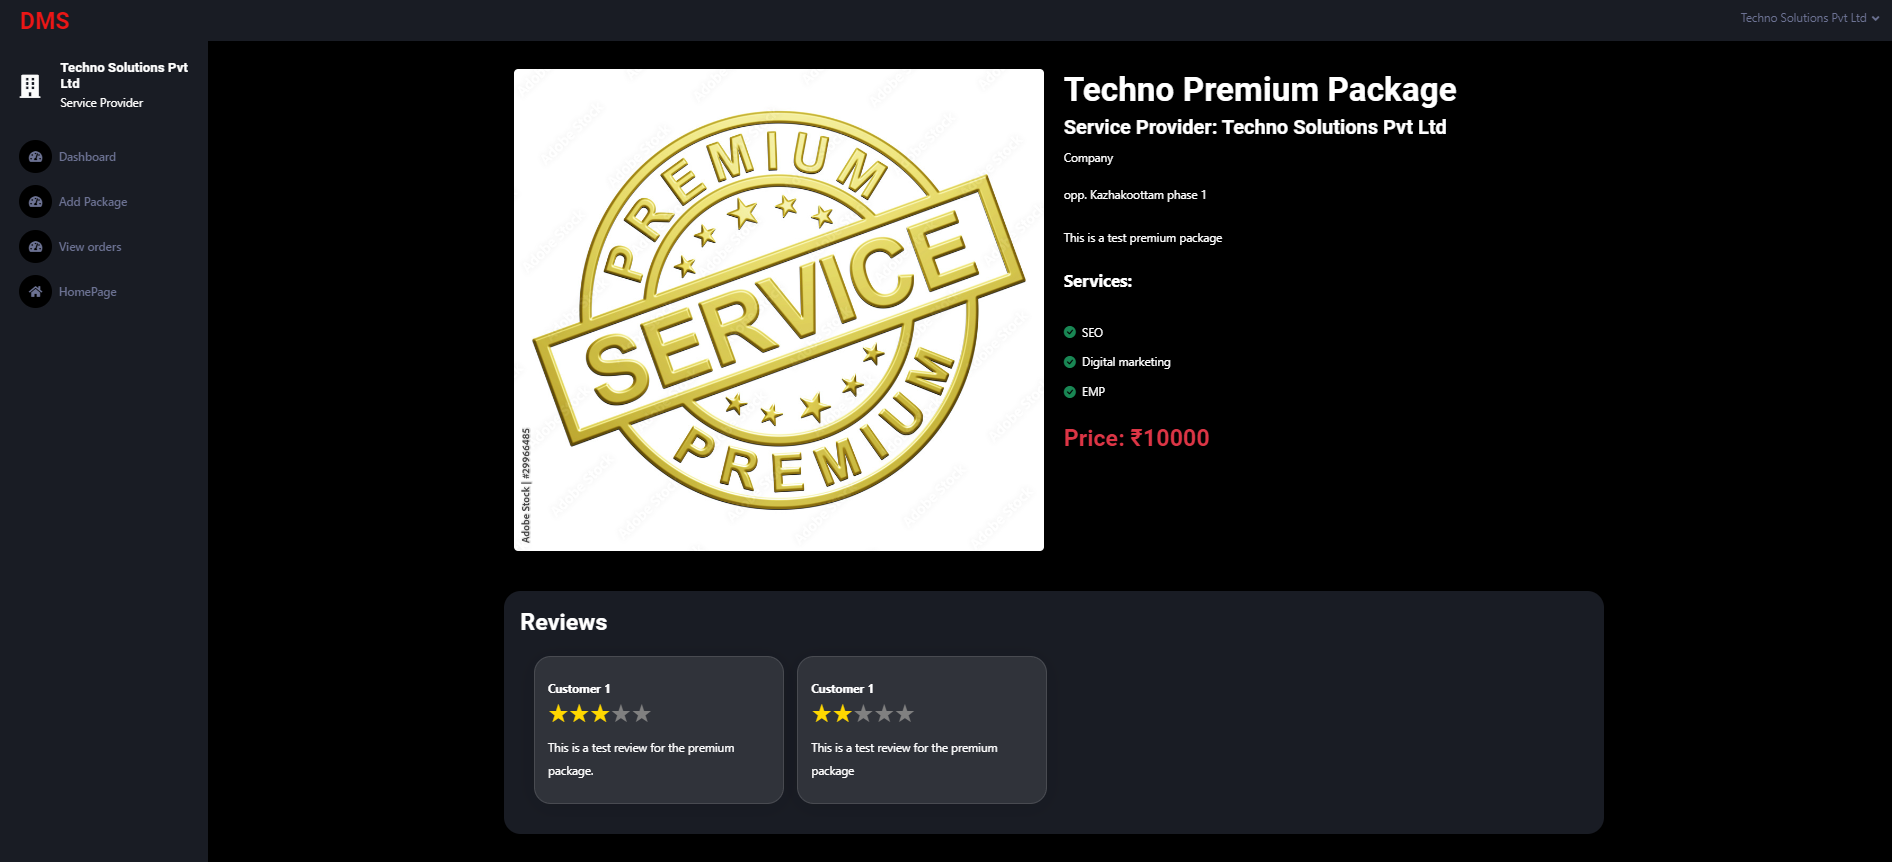 DMS
Techno Solutions Pvt Ltd
Techno Solutions Pvt
Ltd
Service Provider
Dashboard
Add Package
View orders
HomePage
PREMIUM
SERVICE
PREMIUM
Adobe Stock | #29966485
Techno Premium Package
Service Provider: Techno Solutions Pvt Ltd
Company
opp. Kazhakoottam phase 1
This is a test premium package
Services:
SEO
Digital marketing
EMP
Price: ₹10000
Reviews
Customer 1
This is a test review for the premium
package.
Customer 1
This is a test review for the premium
package